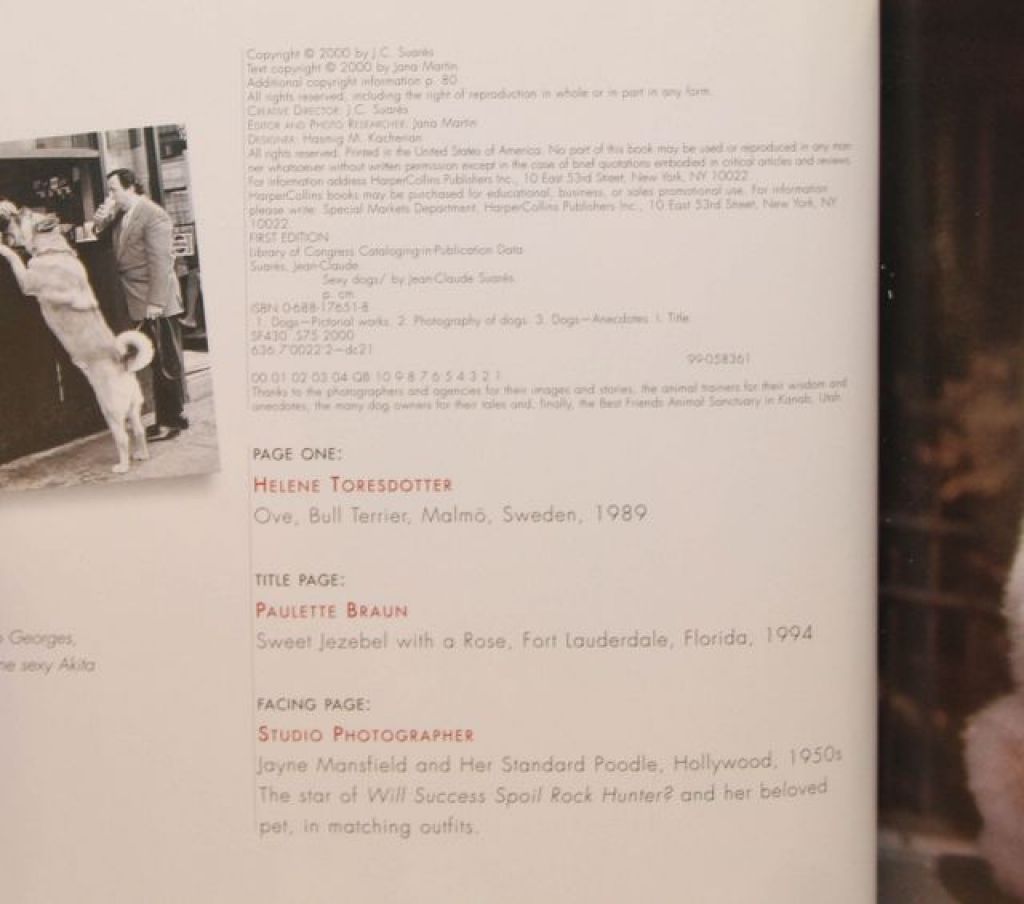 Copyright © 2000 by J.C. Suarès
Text copyright © 2000 by Jana Martin
Additional copyright information p. 80
All rights reserved, including the right of reproduction in whole or in part in any form.
Creative Director: J.C. Suarès
Editor and Photo Researcher: Jana Martin
Designer: Hasmig M. Kacherian
All rights reserved. Printed in the United States of America. No part of this book may be used or reproduced in any man
ner whatsoever without written permission except in the case of brief quotations embodied in critical articles and reviews.
For information address HarperCollins Publishers Inc., 10 East 53rd Street, New York, NY 10022.
HarperCollins books may be purchased for educational, business, or sales promotional use. For information
please write: Special Markets Department, HarperCollins Publishers Inc., 10 East 53rd Street, New York, NY
10022.
FIRST EDITION
Library of Congress Cataloging-in-Publication Data
Suarès, Jean-Claude.
Sexy dogs/ by Jean-Claude Suarès.
p. cm.
ISBN 0-688-17651-8
1. Dogs—Pictorial works. 2. Photography of dogs. 3. Dogs—Anecdotes. I. Title.
SF430 .S75 2000
636.7'0022'2—dc21
99-058361
00 01 02 03 04 QB 10 9 8 7 6 5 4 3 2 1
Thanks to the photographers and agencies for their images and stories, the animal trainers for their wisdom and
anecdotes, the many dog owners for their tales and, finally, the Best Friends Animal Sanctuary in Kanab, Utah.
PAGE ONE:
HELENE TORESDOTTER
Ove, Bull Terrier, Malmö, Sweden, 1989
TITLE PAGE:
PAULETTE BRAUN
Sweet Jezebel with a Rose, Fort Lauderdale, Florida, 1994
FACING PAGE:
STUDIO PHOTOGRAPHER
Jayne Mansfield and Her Standard Poodle, Hollywood, 1950s
The star of Will Success Spoil Rock Hunter? and her beloved
pet, in matching outfits.
Georges,
sexy Akita